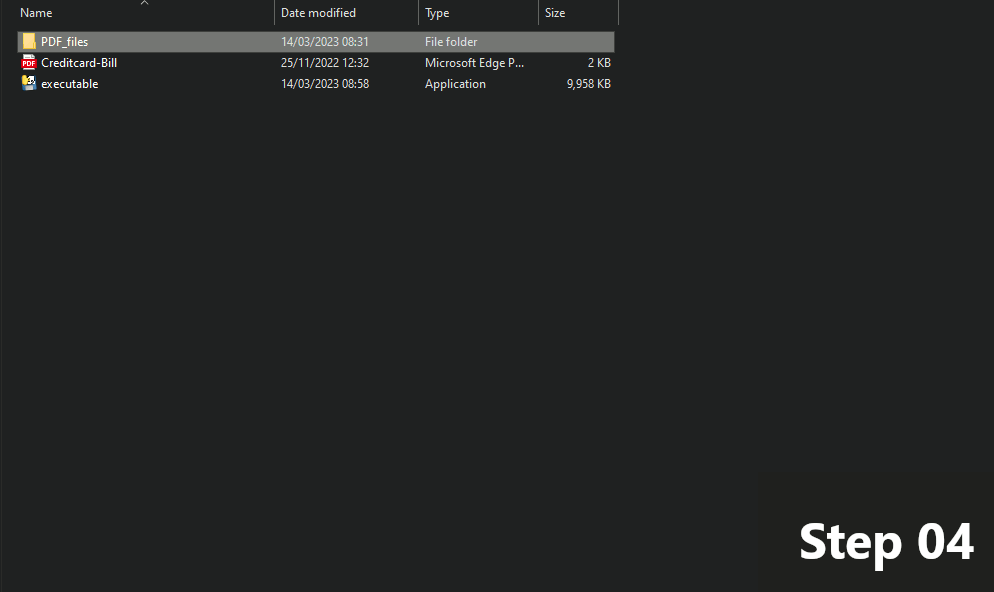 Name Date modified Type Size
PDF_files 14/03/2023 08:31 File folder
PDF Creditcard-Bill 25/11/2022 12:32 Microsoft Edge P... 2 KB
executable 14/03/2023 08:58 Application 9,958 KB
Step 04